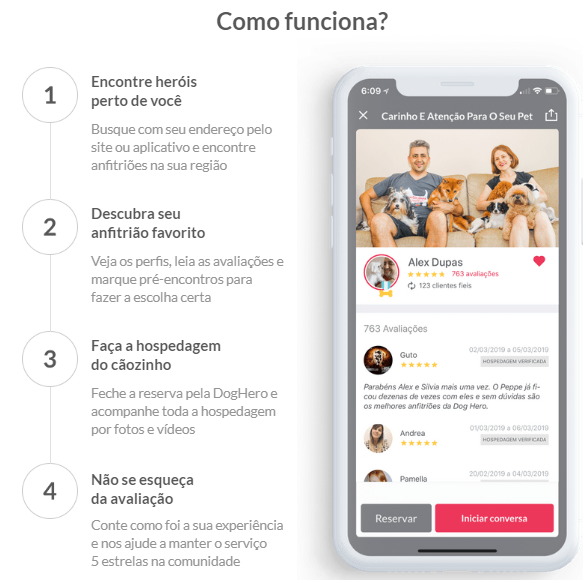 Como funciona?
1
Encontre heróis
perto de você
Busque com seu endereço pelo
site ou aplicativo e encontre
anfitriões na sua região
2
Descubra seu
anfitrião favorito
Veja os perfis, leia as avaliações e
marque pré-encontros para
fazer a escolha certa
3
Faça a hospedagem
do cãozinho
Feche a reserva pela DogHero e
acompanhe toda a hospedagem
por fotos e vídeos
4
Não se esqueça
da avaliação
Conte como foi a sua experiência
e nos ajude a manter o serviço
5 estrelas na comunidade
6:09
Carinho E Atenção Para O Seu Pet
Alex Dupas
763 avaliações
123 clientes fieis
763 Avaliações
Guto
02/03/2019 a 05/03/2019
HOSPEDAGEM VERIFICADA
Parabéns Alex e Silvia mais uma vez. O Peppe já fi-
cou dezenas de vezes com eles e sem dúvidas são
os melhores anfitriões da Dog Hero.
Andrea
01/03/2019 a 06/03/2019
HOSPEDAGEM VERIFICADA
Pamella
20/02/2019 a 04/03/2019
Reservar
Iniciar conversa